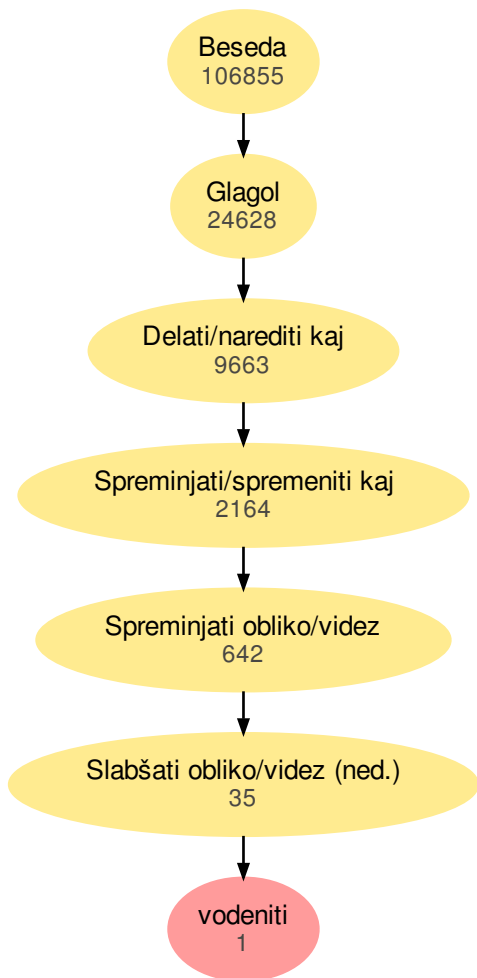 Beseda
106855
Glagol
24628
Delati/narediti kaj
9663
Spreminjati/spremeniti kaj
2164
Spreminjati obliko/videz
642
Slabšati obliko/videz (ned.)
35
vodeniti
1